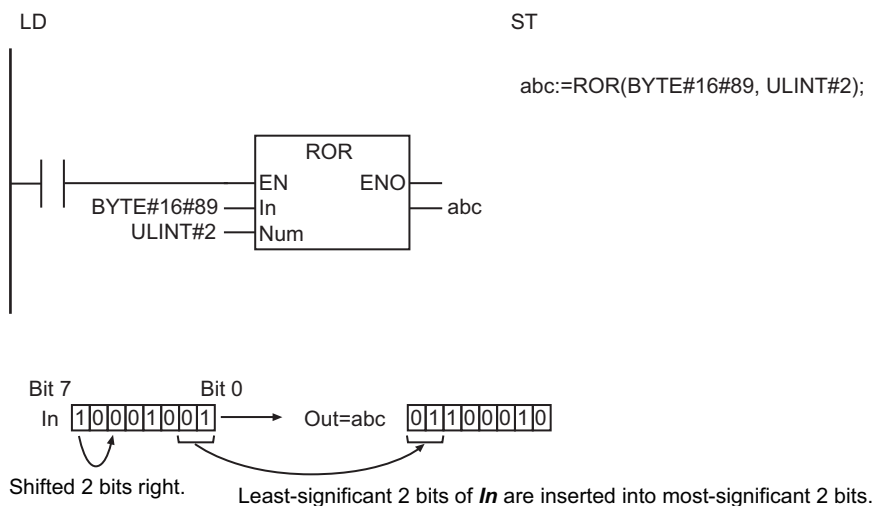 LD
ST
abc:=ROR(BYTE#16#89, ULINT#2);
ROR
EN ENO
BYTE#16#89 In abc
ULINT#2 Num
Bit 7 Bit 0
In 1 0 0 0 1 0 0 1 Out=abc 0 1 1 0 0 0 1 0
Shifted 2 bits right.
Least-significant 2 bits of In are inserted into most-significant 2 bits.